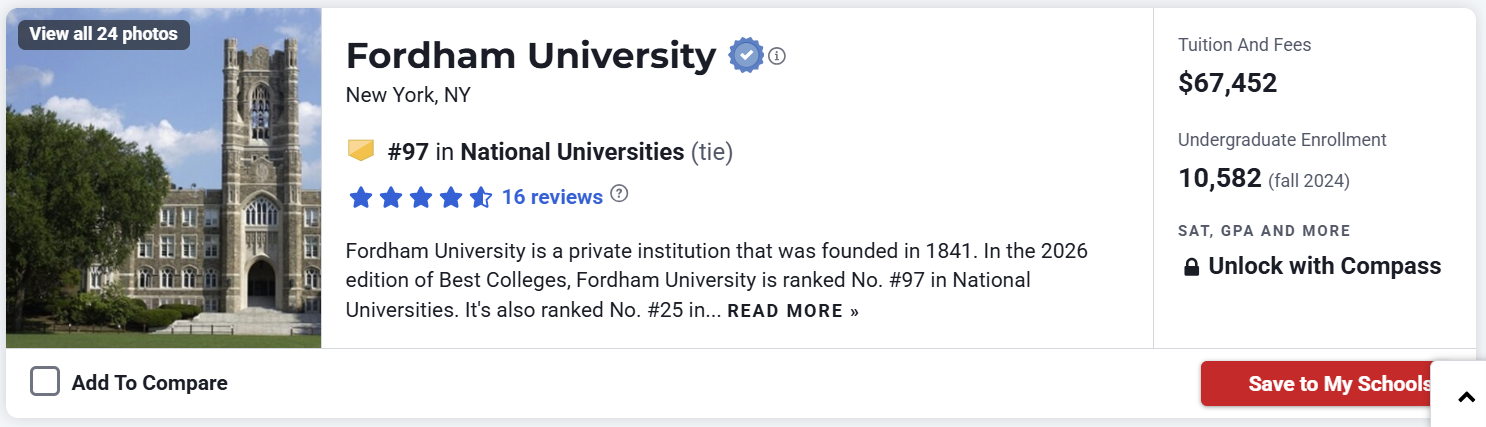 View all 24 photos
Fordham University
New York, NY
#97 in National Universities (tie)
16 reviews
Fordham University is a private institution that was founded in 1841. In the 2026
edition of Best Colleges, Fordham University is ranked No. #97 in National
Universities. It's also ranked No. #25 in... READ MORE »
Tuition And Fees
$67,452
Undergraduate Enrollment
10,582 (fall 2024)
SAT, GPA AND MORE
Unlock with Compass
Add To Compare
Save to My Schools